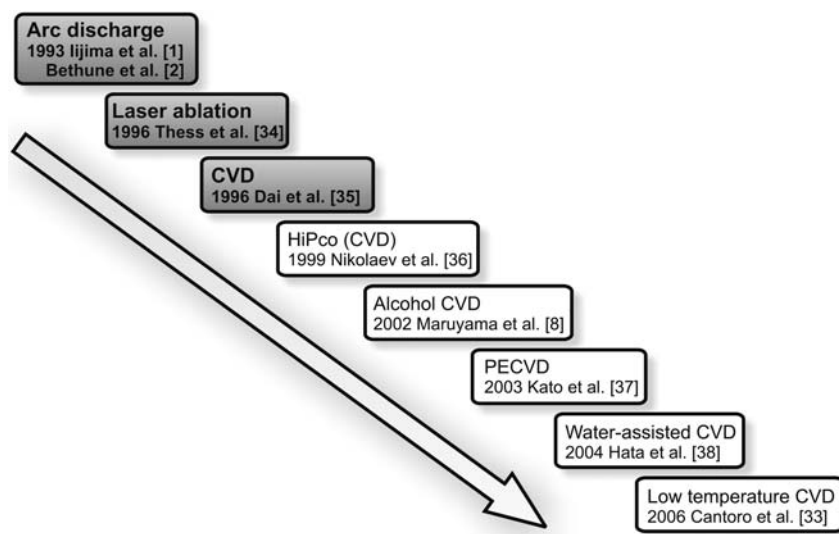 Arc discharge
1993 Iijima et al. [1]
Bethune et al. [2]
Laser ablation
1996 Thess et al. [34]
CVD
1996 Dai et al. [35]
HiPco (CVD)
1999 Nikolaev et al. [36]
Alcohol CVD
2002 Maruyama et al. [8]
PECVD
2003 Kato et al. [37]
Water-assisted CVD
2004 Hata et al. [38]
Low temperature CVD
2006 Cantoro et al. [33]